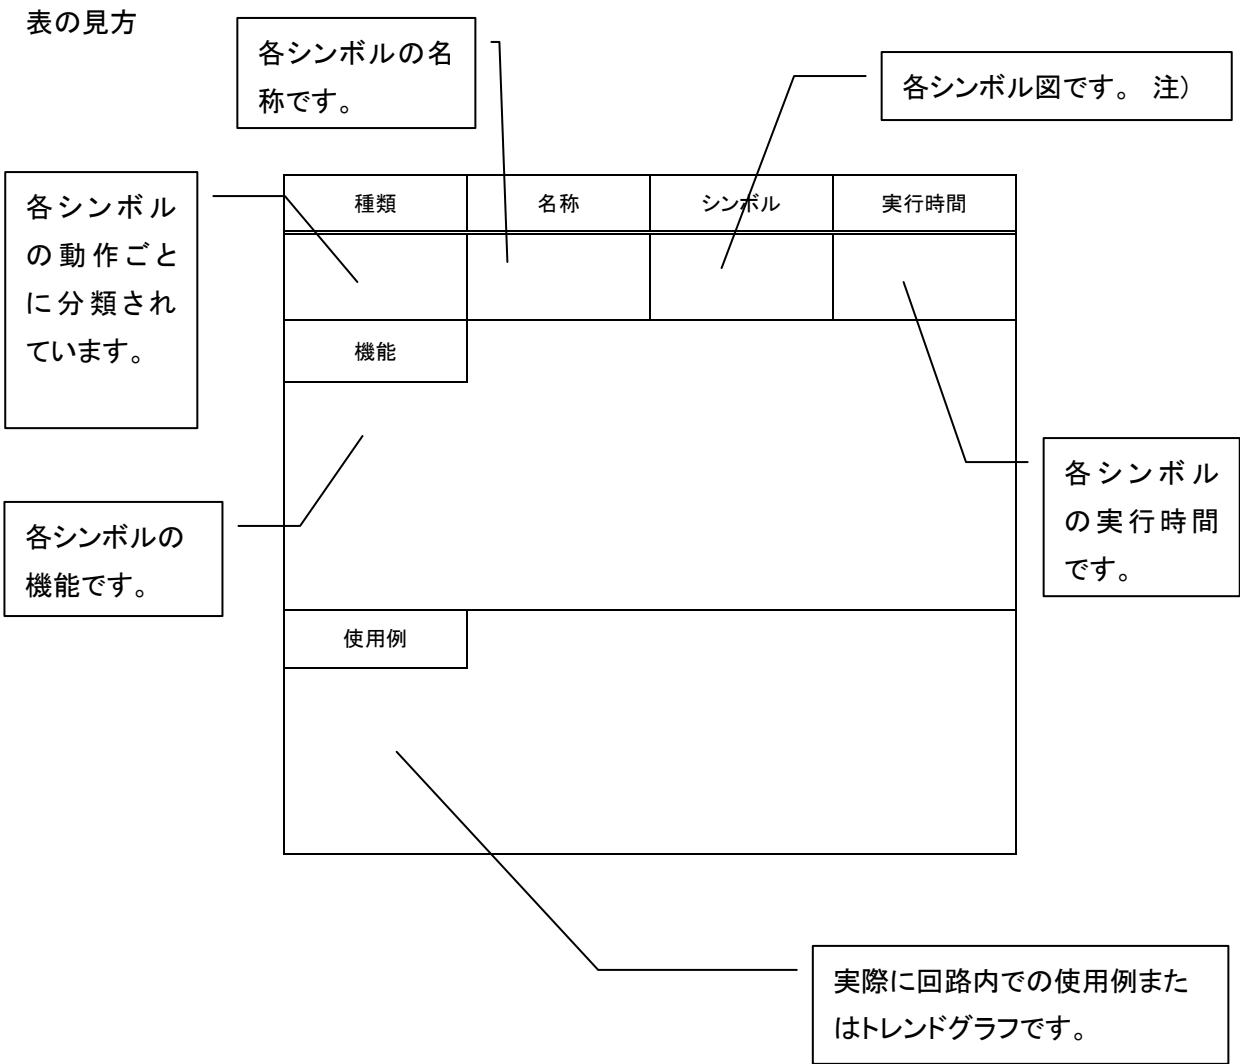 表の見方
各シンボルの名
称です。
各シンボル図です。 注）
各シンボル
の動作ごと
に分類され
ています。
種類
名称
シンボル
実行時間
機能
各シンボル
の実行時間
です。
各シンボルの
機能です。
使用例
実際に回路内での使用例また
はトレンドグラフです。